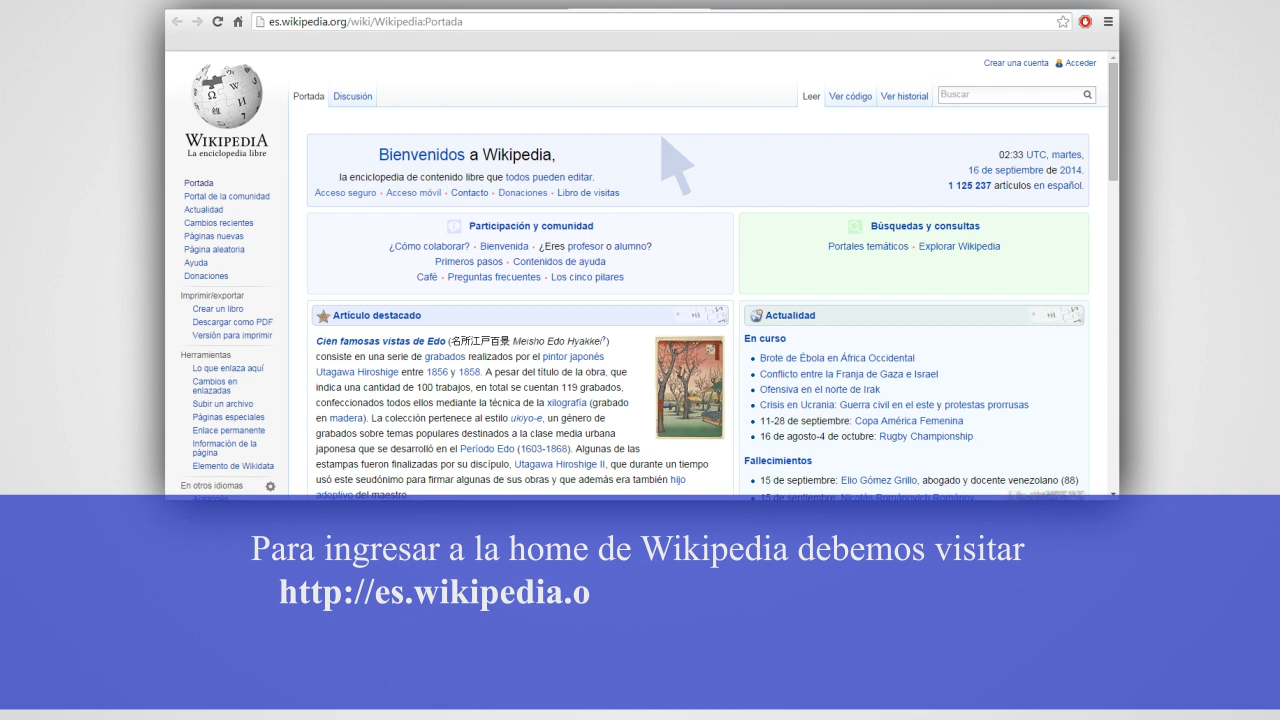 es.wikipedia.org/wiki/Wikipedia:Portada
Crear una cuenta Acceder
Portada Discusión Leer Ver código Ver historial Buscar
WIKIPEDIA
La enciclopedia libre
Portada
Portal de la comunidad
Actualidad
Cambios recientes
Páginas nuevas
Página aleatoria
Ayuda
Donaciones
Imprimir/exportar
Crear un libro
Descargar como PDF
Versión para imprimir
Herramientas
Lo que enlaza aquí
Cambios en
enlazadas
Subir un archivo
Páginas especiales
Enlace permanente
Información de la
página
Elemento de Wikidata
En otros idiomas
Bienvenidos a Wikipedia,
la enciclopedia de contenido libre que todos pueden editar.
Acceso seguro · Acceso móvil · Contacto · Donaciones · Libro de visitas
02:33 UTC, martes,
16 de septiembre de 2014.
1 125 237 artículos en español.
Participación y comunidad
¿Cómo colaborar? · Bienvenida · ¿Eres profesor o alumno?
Primeros pasos · Contenidos de ayuda
Café · Preguntas frecuentes · Los cinco pilares
Búsquedas y consultas
Portales temáticos · Explorar Wikipedia
Artículo destacado
Cien famosas vistas de Edo (名所江戸百景 Meisho Edo Hyakkei?)
consiste en una serie de grabados realizados por el pintor japonés
Utagawa Hiroshige entre 1856 y 1858. A pesar del título de la obra, que
indica una cantidad de 100 trabajos, en total se cuentan 119 grabados,
confeccionados todos ellos mediante la técnica de la xilografía (grabado
en madera). La colección pertenece al estilo ukiyo-e, un género de
grabados sobre temas populares destinados a la clase media urbana
japonesa que se desarrolló en el Período Edo (1603-1868). Algunas de las
estampas fueron finalizadas por su discípulo, Utagawa Hiroshige II, que durante un tiempo
usó este seudónimo para firmar algunas de sus obras y que además era también hijo
adoptivo del maestro
Actualidad
En curso
Brote de Ébola en África Occidental
Conflicto entre la Franja de Gaza e Israel
Ofensiva en el norte de Irak
Crisis en Ucrania: Guerra civil en el este y protestas prorrusas
11-28 de septiembre: Copa América Femenina
16 de agosto-4 de octubre: Rugby Championship
Fallecimientos
15 de septiembre: Elio Gómez Grillo, abogado y docente venezolano (88)
15 de septiembre: Nicolás Románovich Románov
Para ingresar a la home de Wikipedia debemos visitar
http://es.wikipedia.o